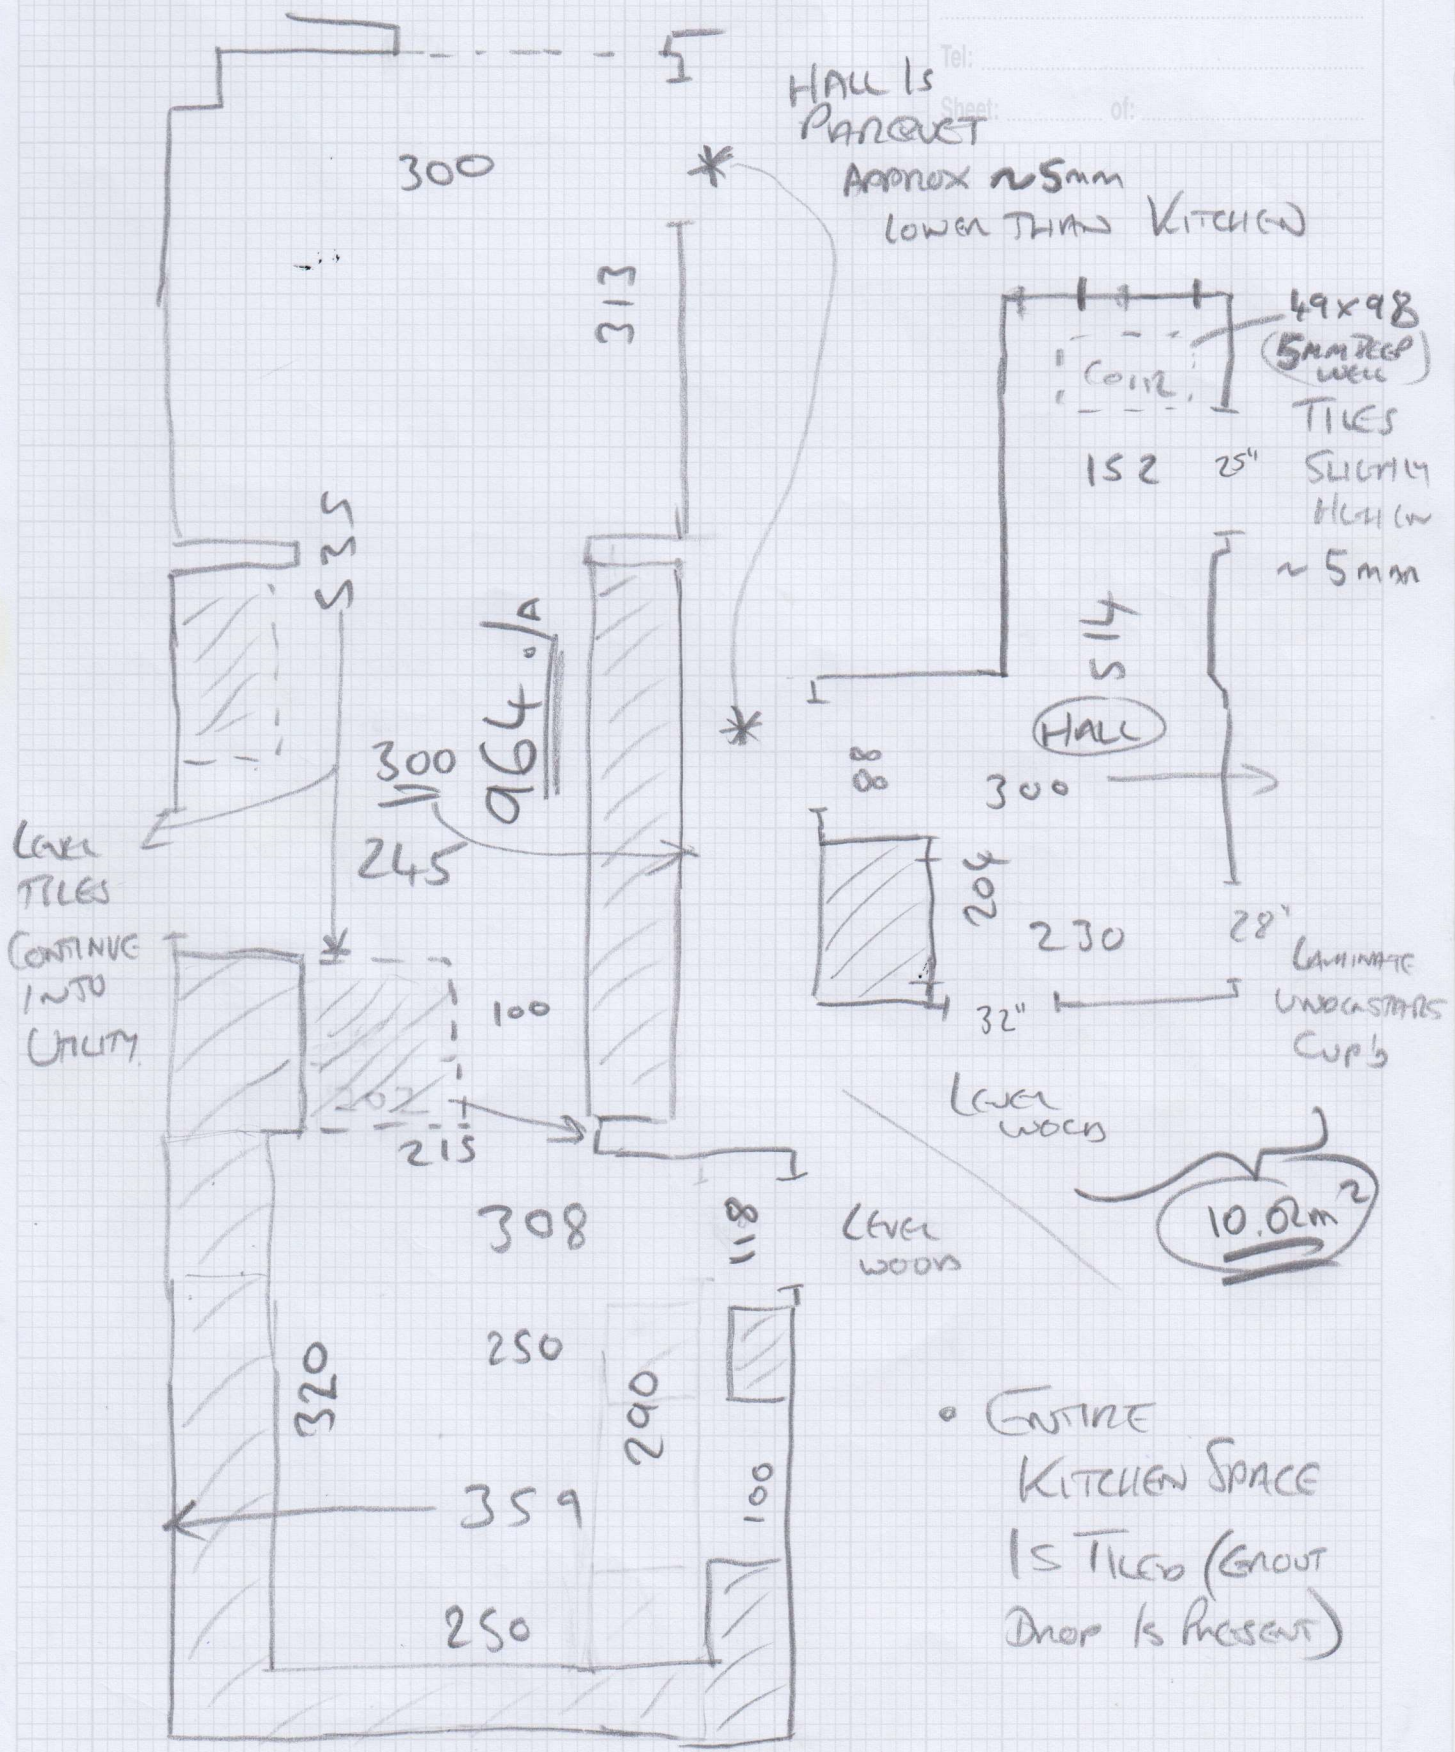 Tel:
Sheet: of:
HALL IS
PARQUET
APPROX ~5mm
LOWER THAN KITCHEN
300
*
313
49x98
(5MM DEEP
WELL)
COIR
TILES
SLIGHTLY
HIGHER
~ 5mm
152 25"
535
964 O/A
514
HALL
*
88
300
300
245
LEVEL
TILES
CONTINUE
INTO
UTILITY
204
230 28"
LAMINATE
UNDERSTAIRS
CUPB
32"
100
202
215
LEVEL
WOOD
10.02m²
308
118
LEVEL
WOOD
250
320
290
• ENTIRE
KITCHEN SPACE
IS TILED (GROUT
DROP IS PRESENT)
359
100
250